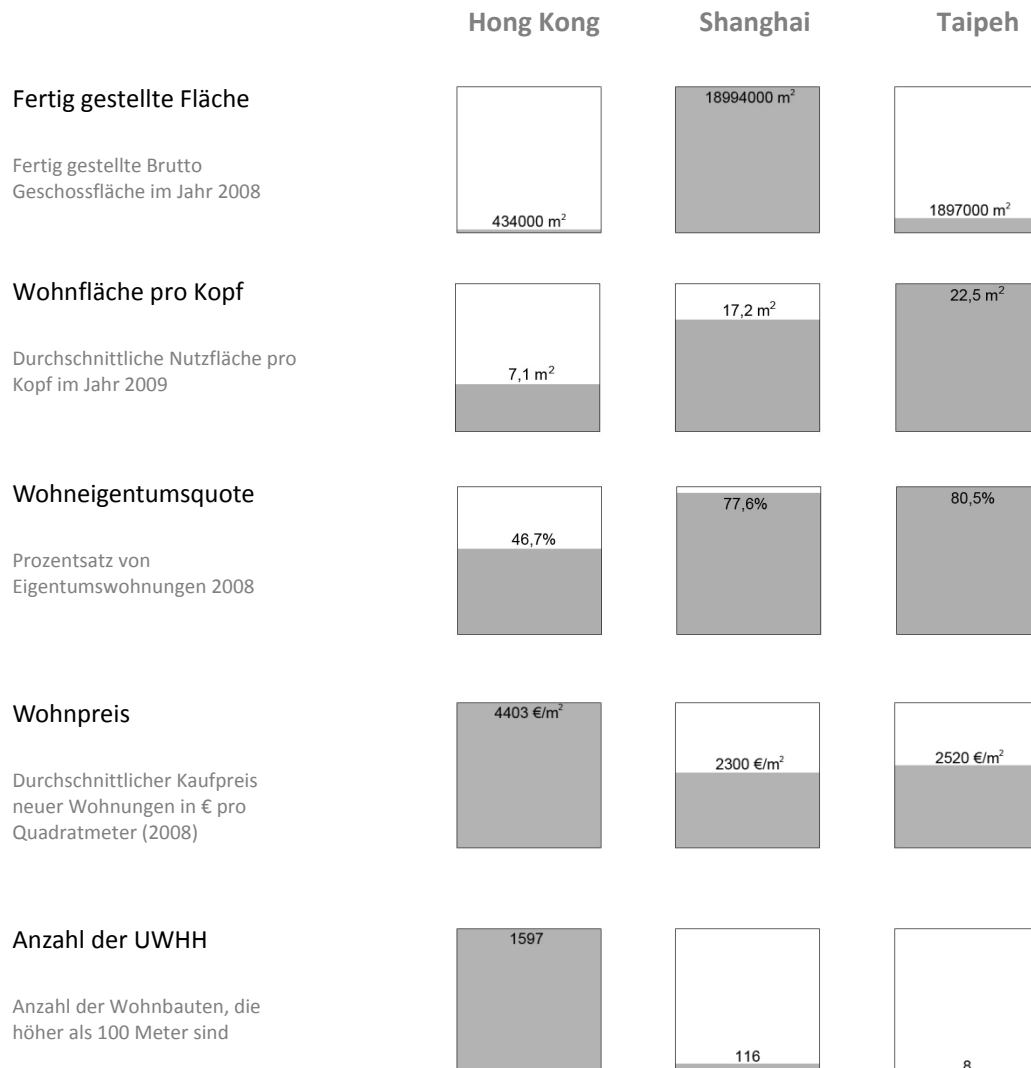 Hong Kong Shanghai Taipeh
Fertig gestellte Fläche
Fertig gestellte Brutto
Geschossfläche im Jahr 2008
434000 m² 18994000 m² 1897000 m²
Wohnfläche pro Kopf
Durchschnittliche Nutzfläche pro
Kopf im Jahr 2009
7,1 m² 17,2 m² 22,5 m²
Wohneigentumsquote
Prozentsatz von
Eigentumswohnungen 2008
46,7% 77,6% 80,5%
Wohnpreis
Durchschnittlicher Kaufpreis
neuer Wohnungen in € pro
Quadratmeter (2008)
4403 €/m² 2300 €/m² 2520 €/m²
Anzahl der UWHH
Anzahl der Wohnbauten, die
höher als 100 Meter sind
1597 116 8